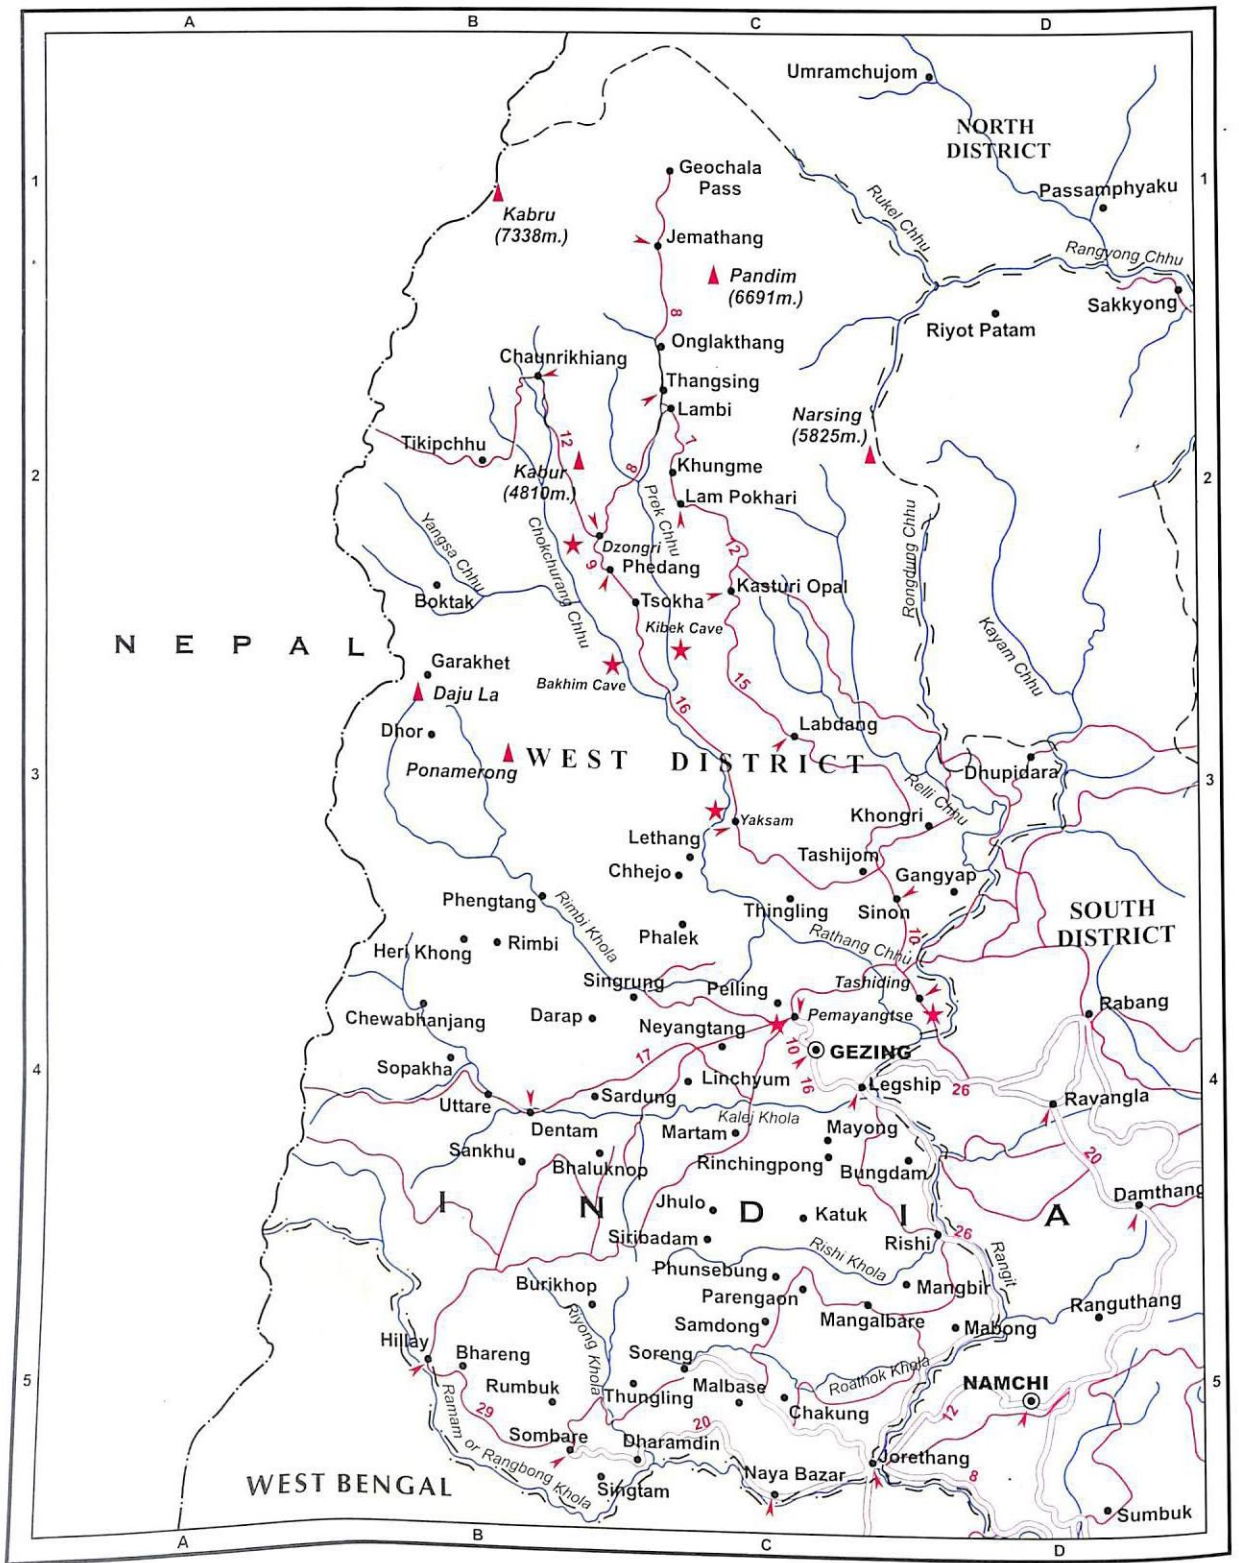 A B C D
Umramchujom
NORTH
DISTRICT
1 1
Geochala
Pass
Passamphyaku
Kabru
(7338m.)
Rukel Chhu
Jemathang
Rangyong Chhu
Pandim
(6691m.)
Sakkyong
8
Riyot Patam
Onglakthang
Chaunrikhiang
Thangsing
Lambi
Narsing
(5825m.)
12
1
Tikipchhu
8
Khungme
2 2
Kabur
(4810m.)
Prek Chhu
Lam Pokhari
Yangsa Chhu
Chokchurang Chhu
12
Rongdung Chhu
Dzongri
9
Phedang
Kasturi Opal
Boktak
Tsokha
Kibek Cave
Kayam Chhu
NEPAL
Garakhet
Bakhim Cave
15
Daju La
16
Labdang
Dhor
Ponamerong
WEST DISTRICT
Dhupidara
3 3
Relli Chhu
Yaksam
Khongri
Lethang
Tashijom
Chhejo
Gangyap
Phengtang
Thingling
Sinon
SOUTH
DISTRICT
Rimbi Khola
Phalek
10
Heri Khong
Rimbi
Rathang Chhu
Singrung
Pelling
Tashiding
Rabang
Chewabhanjang
Darap
Neyangtang
Pemayangtse
10
GEZING
17
4 4
Sopakha
Linchyum
16
Legship
26
Ravangla
Uttare
Sardung
Kalej Khola
Dentam
Martam
Mayong
Sankhu
Bhaluknop
Rinchingpong
Bungdam
20
Damthang
INDIA
Jhulo
Katuk
Siribadam
Rishi
26
Rangit
Rishi Khola
Phunsebung
Burikhop
Parengaon
Mangbir
Ranguthang
Riyong Khola
Samdong
Mangalbare
Mabong
Hillay
Bhareng
Soreng
5 5
Rumbuk
Thungling
Malbase
Roathok Khola
NAMCHI
Ramam or Rangbong Khola
29
Chakung
12
Sombare
20
Dharamdin
Jorethang
Naya Bazar
8
WEST BENGAL
Singtam
Sumbuk
A B C D